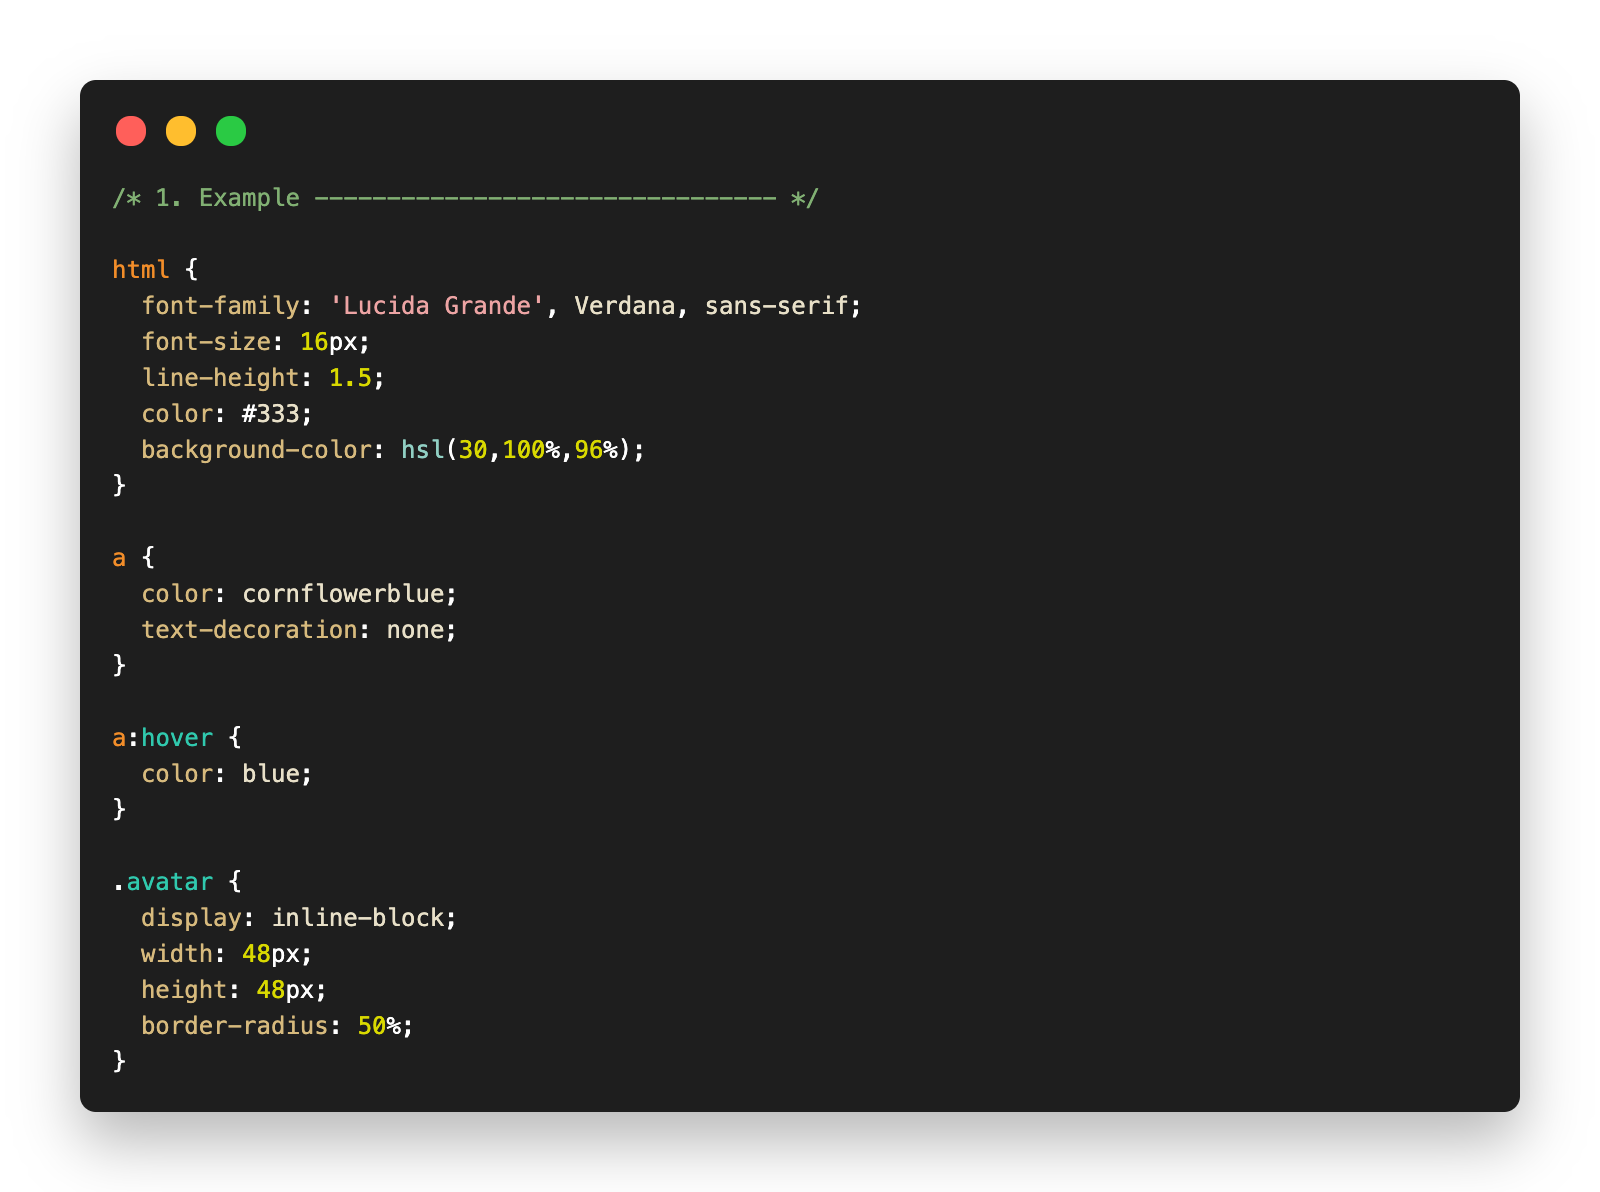 /* 1. Example -------------------------------- */

html {
  font-family: 'Lucida Grande', Verdana, sans-serif;
  font-size: 16px;
  line-height: 1.5;
  color: #333;
  background-color: hsl(30,100%,96%);
}

a {
  color: cornflowerblue;
  text-decoration: none;
}

a:hover {
  color: blue;
}

.avatar {
  display: inline-block;
  width: 48px;
  height: 48px;
  border-radius: 50%;
}